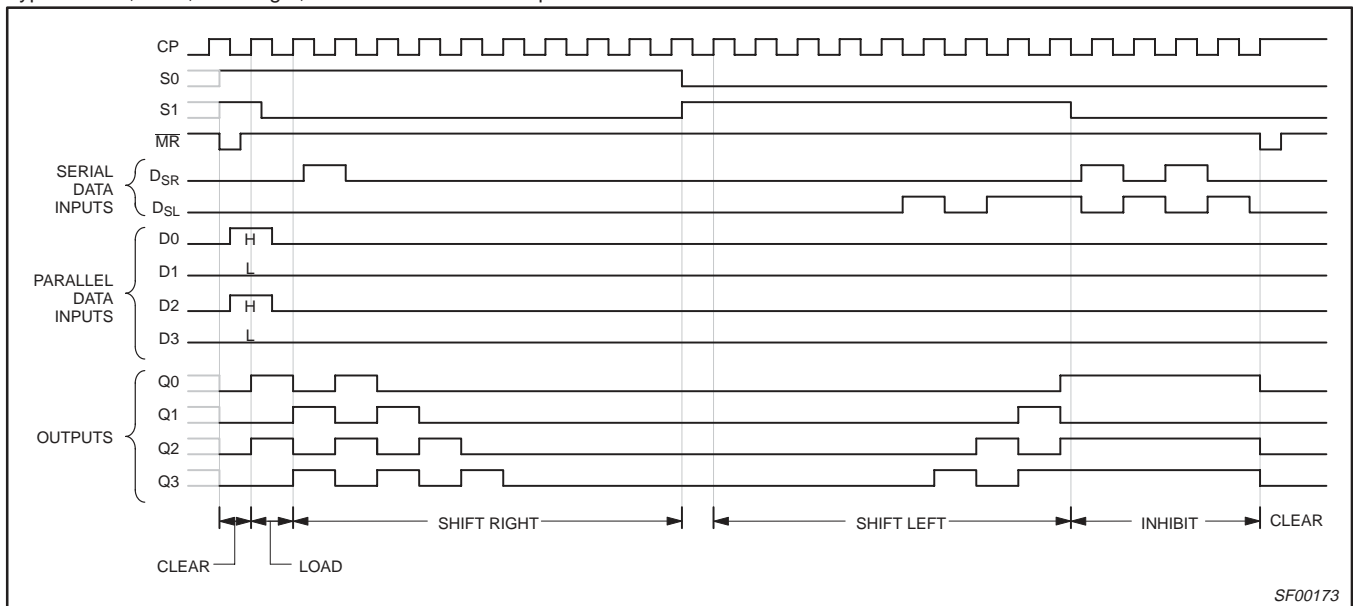 CP
S0
S1
MR
SERIAL
DATA
INPUTS
DSR
DSL
PARALLEL
DATA
INPUTS
D0
H
D1
L
D2
H
D3
L
OUTPUTS
Q0
Q1
Q2
Q3
SHIFT RIGHT
SHIFT LEFT
INHIBIT
CLEAR
CLEAR
LOAD
SF00173